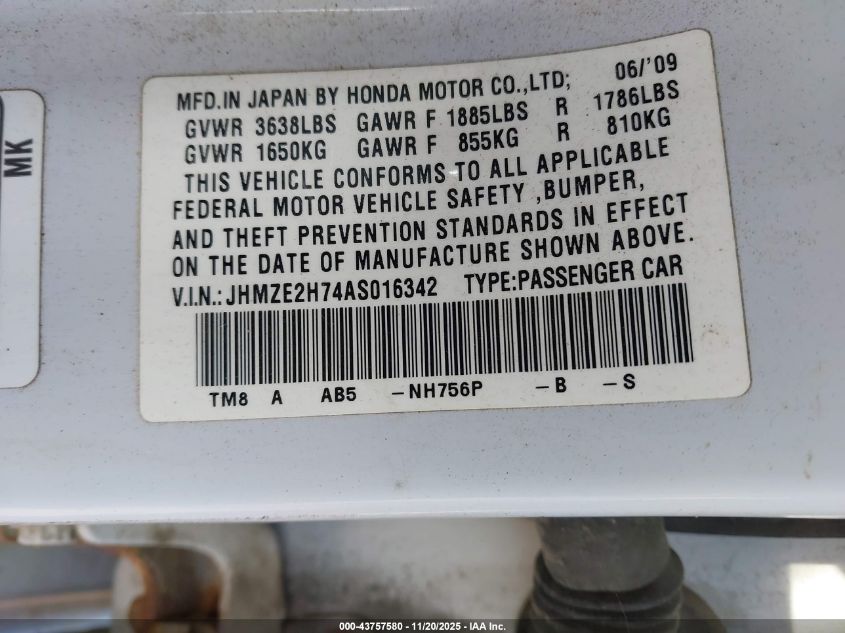 MK
MFD.IN JAPAN BY HONDA MOTOR CO.,LTD; 06/'09
GVWR 3638LBS GAWR F 1885LBS R 1786LBS
GVWR 1650KG GAWR F 855KG R 810KG
THIS VEHICLE CONFORMS TO ALL APPLICABLE
FEDERAL MOTOR VEHICLE SAFETY ,BUMPER,
AND THEFT PREVENTION STANDARDS IN EFFECT
ON THE DATE OF MANUFACTURE SHOWN ABOVE.
V.I.N.:JHMZE2H74AS016342 TYPE:PASSENGER CAR
TM8 A AB5 -NH756P -B -S
000-43757580 - 11/20/2025 - IAA Inc.